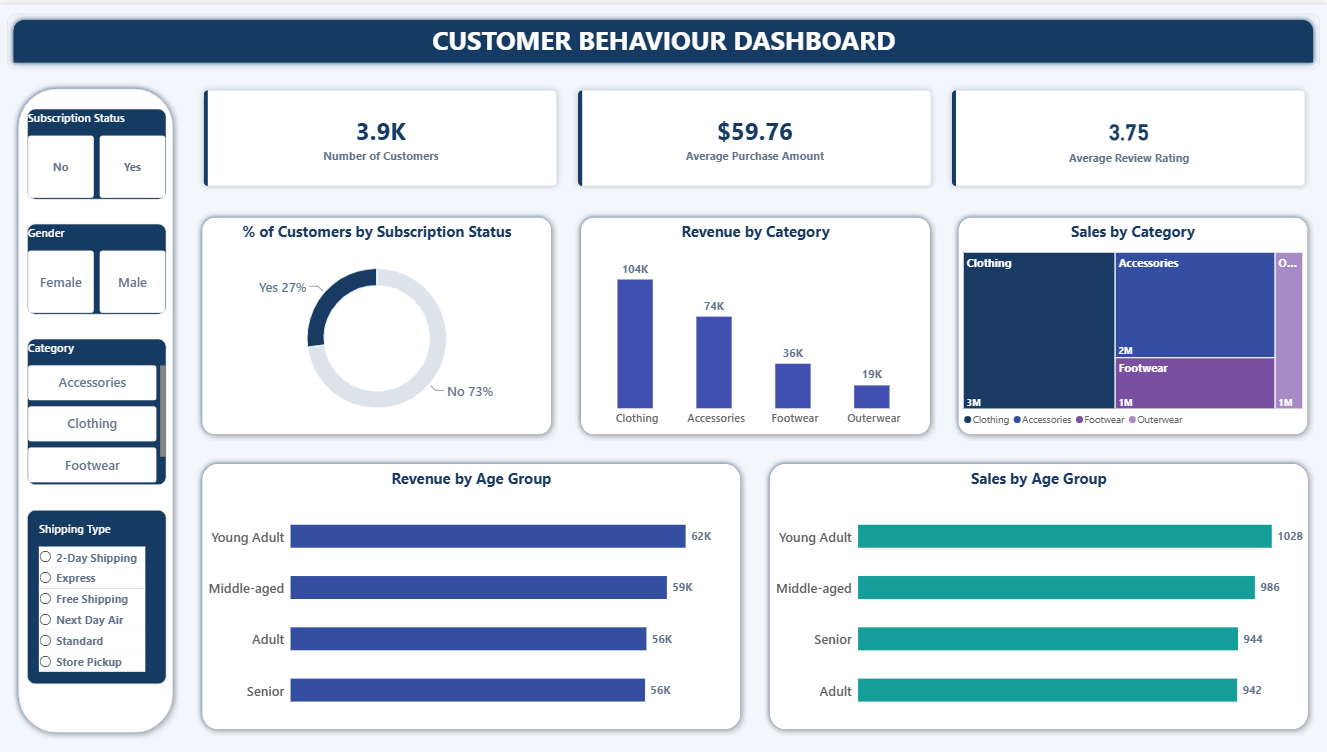 CUSTOMER BEHAVIOUR DASHBOARD
Subscription Status
No
Yes
Gender
Female
Male
Category
Accessories
Clothing
Footwear
Shipping Type
2-Day Shipping
Express
Free Shipping
Next Day Air
Standard
Store Pickup
3.9K
Number of Customers
$59.76
Average Purchase Amount
3.75
Average Review Rating
% of Customers by Subscription Status
Yes 27%
No 73%
Revenue by Category
104K
74K
36K
19K
Clothing
Accessories
Footwear
Outerwear
Sales by Category
Clothing
3M
Accessories
2M
Footwear
1M
O...
1M
Clothing Accessories Footwear Outerwear
Revenue by Age Group
Young Adult 62K
Middle-aged 59K
Adult 56K
Senior 56K
Sales by Age Group
Young Adult 1028
Middle-aged 986
Senior 944
Adult 942